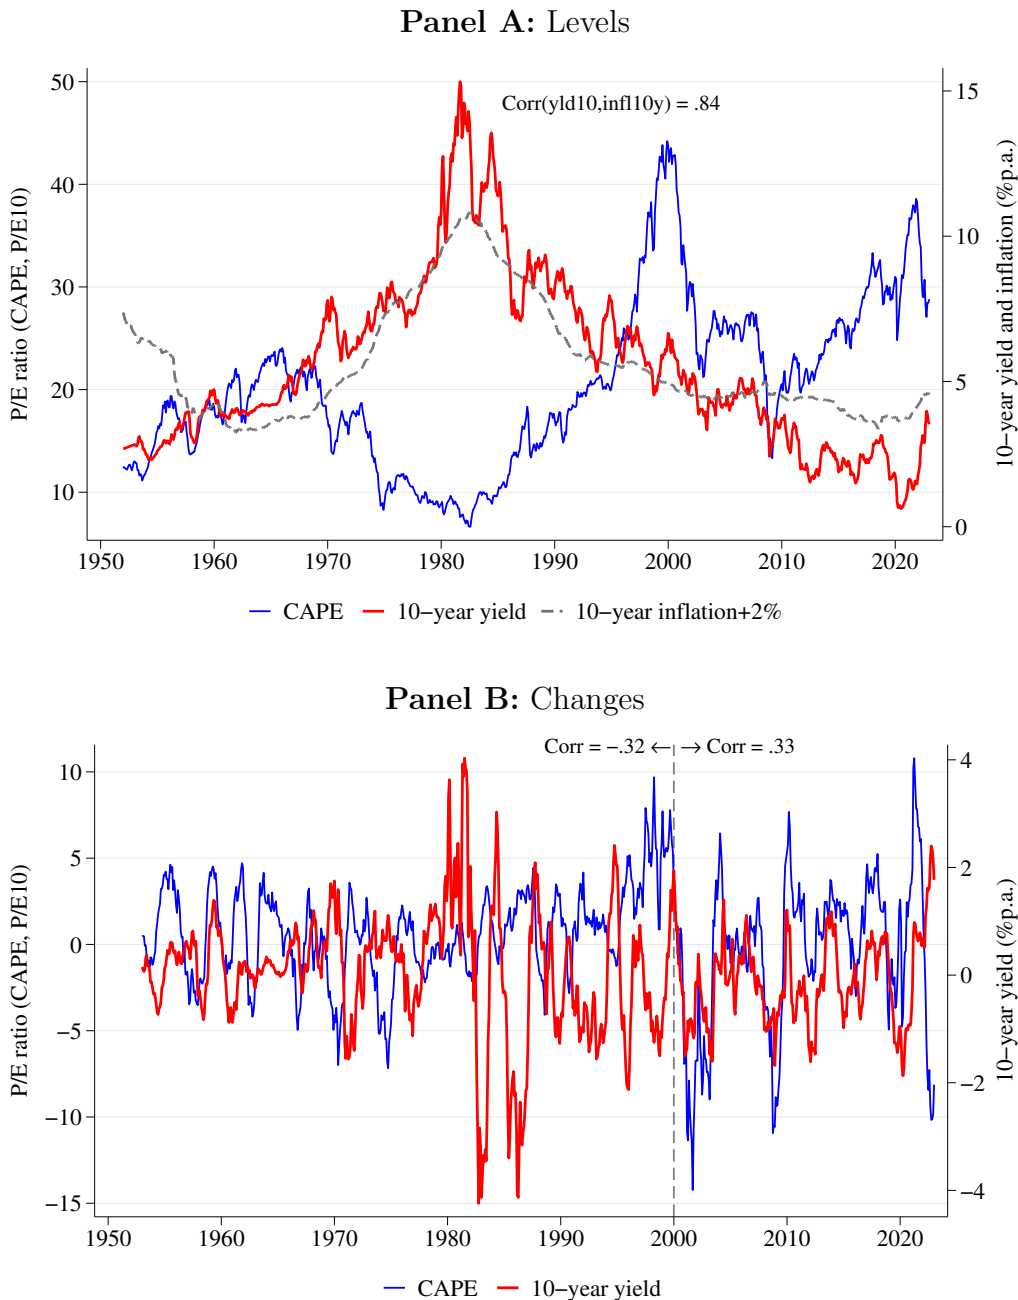 Panel A: Levels
Corr(yld10,infl10y) = .84
P/E ratio (CAPE, P/E10)
50
40
30
20
10
10−year yield and inflation (%p.a.)
15
10
5
0
1950 1960 1970 1980 1990 2000 2010 2020
CAPE 10−year yield 10−year inflation+2%
Panel B: Changes
Corr = −.32 ← → Corr = .33
P/E ratio (CAPE, P/E10)
10
5
0
−5
−10
−15
10−year yield (%p.a.)
4
2
0
−2
−4
1950 1960 1970 1980 1990 2000 2010 2020
CAPE 10−year yield